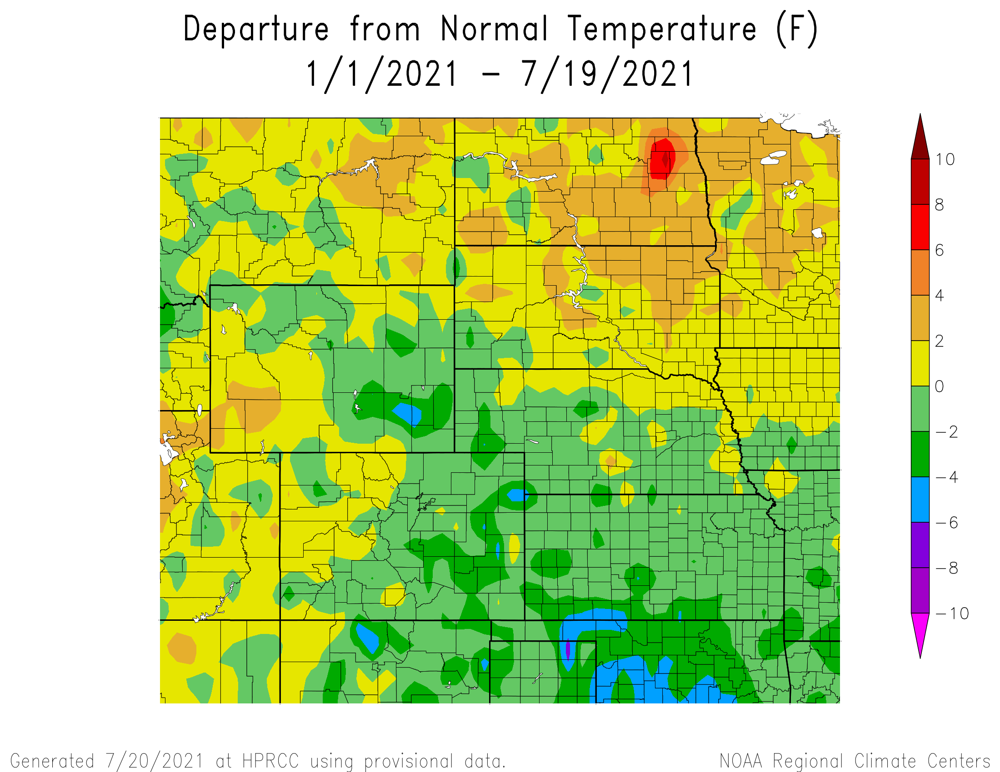 Departure from Normal Temperature (F)
1/1/2021 – 7/19/2021
10
8
6
4
2
0
−2
−4
−6
−8
−10
Generated 7/20/2021 at HPRCC using provisional data.
NOAA Regional Climate Centers